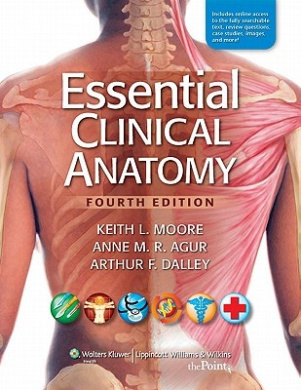 Includes online access
to the fully searchable
text, review questions,
case studies, images,
and more!
Essential
CLINICAL
ANATOMY
FOURTH EDITION
KEITH L. MOORE
ANNE M. R. AGUR
ARTHUR F. DALLEY
Wolters Kluwer | Lippincott Williams & Wilkins
Health
thePoint